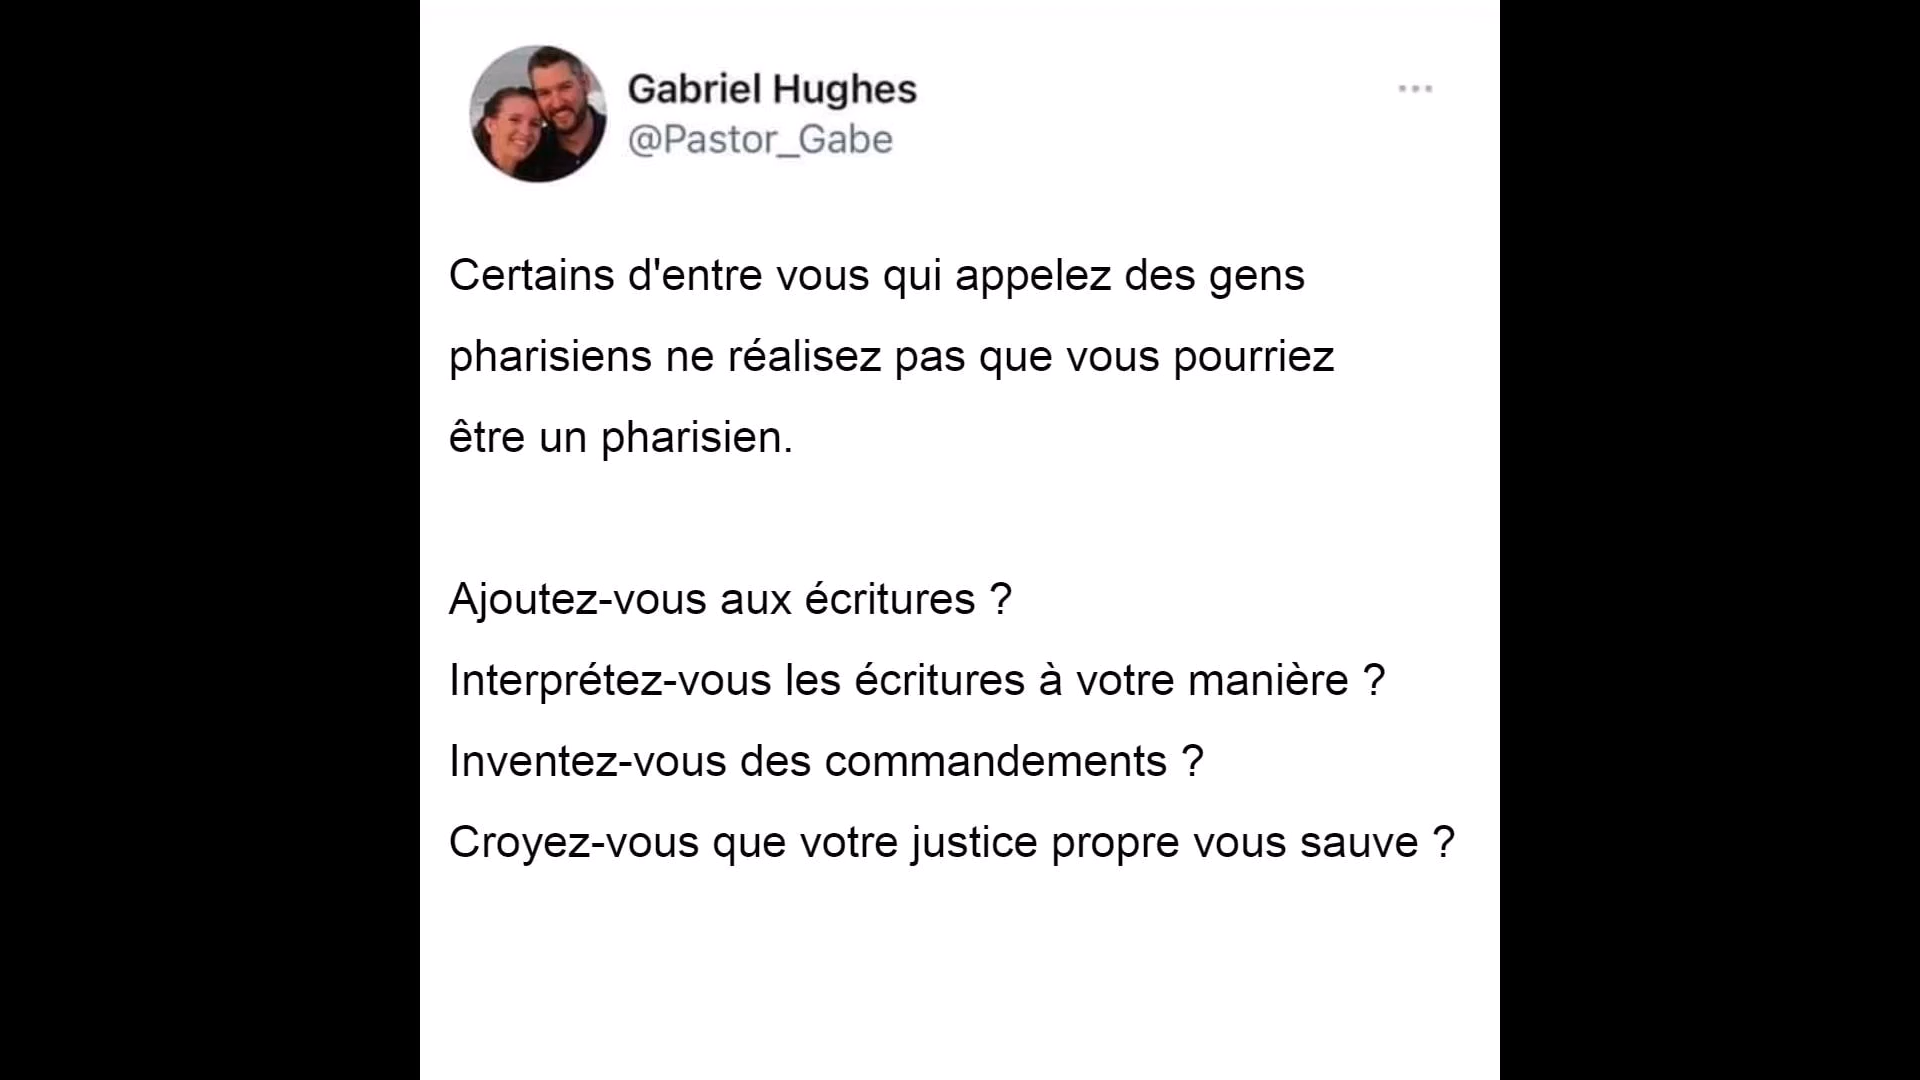 Gabriel Hughes
@Pastor_Gabe
Certains d'entre vous qui appelez des gens
pharisiens ne réalisez pas que vous pourriez
être un pharisien.
Ajoutez-vous aux écritures ?
Interprétez-vous les écritures à votre manière ?
Inventez-vous des commandements ?
Croyez-vous que votre justice propre vous sauve ?